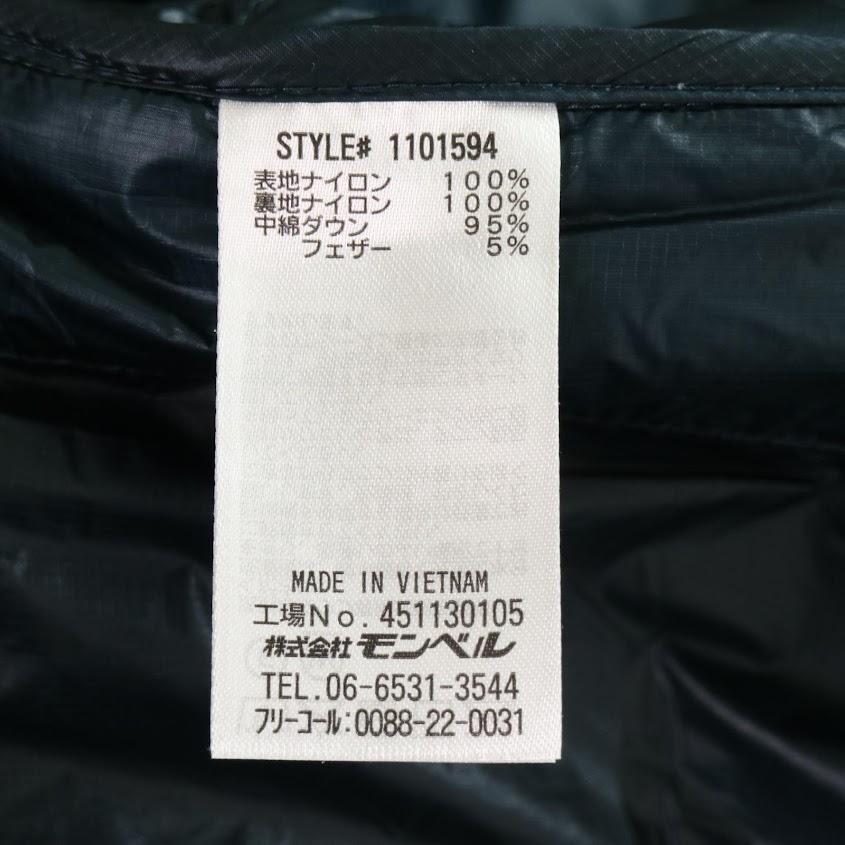 STYLE# 1101594
表地ナイロン 100%
裏地ナイロン 100%
中綿ダウン 95%
フェザー 5%
MADE IN VIETNAM
工場No. 451130105
株式会社モンベル
TEL.06-6531-3544
フリーコール:0088-22-0031